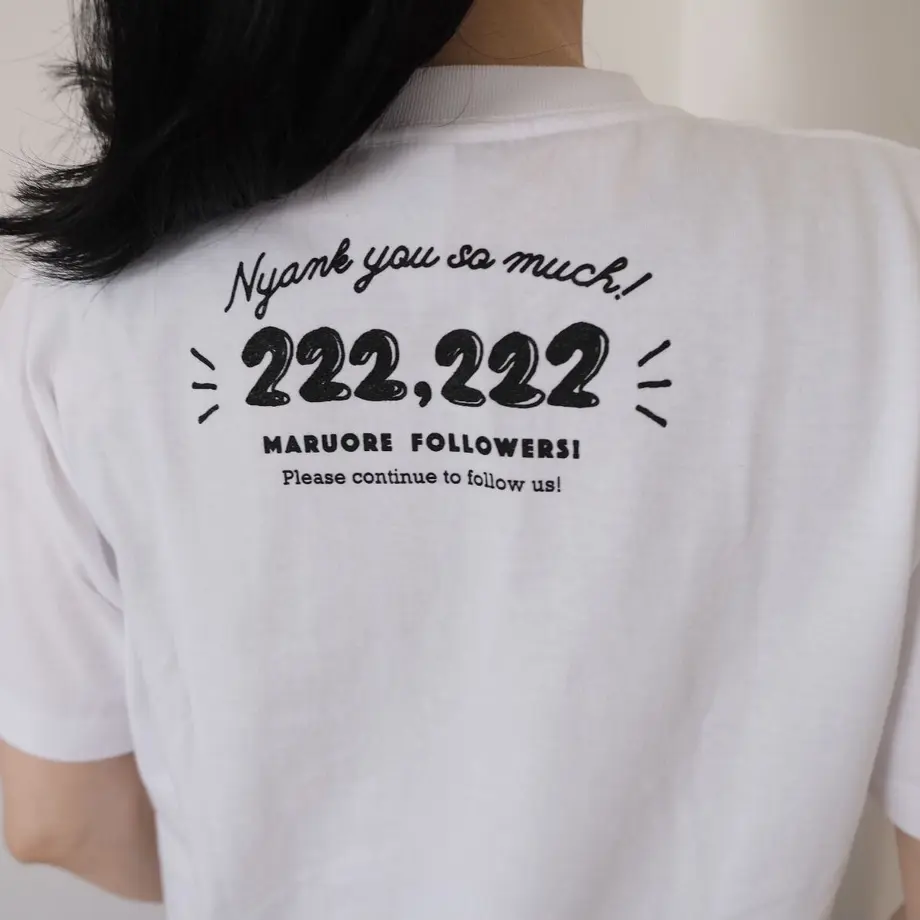 Nyank you so much!
222,222
MARUORE FOLLOWERS!
Please continue to follow us!